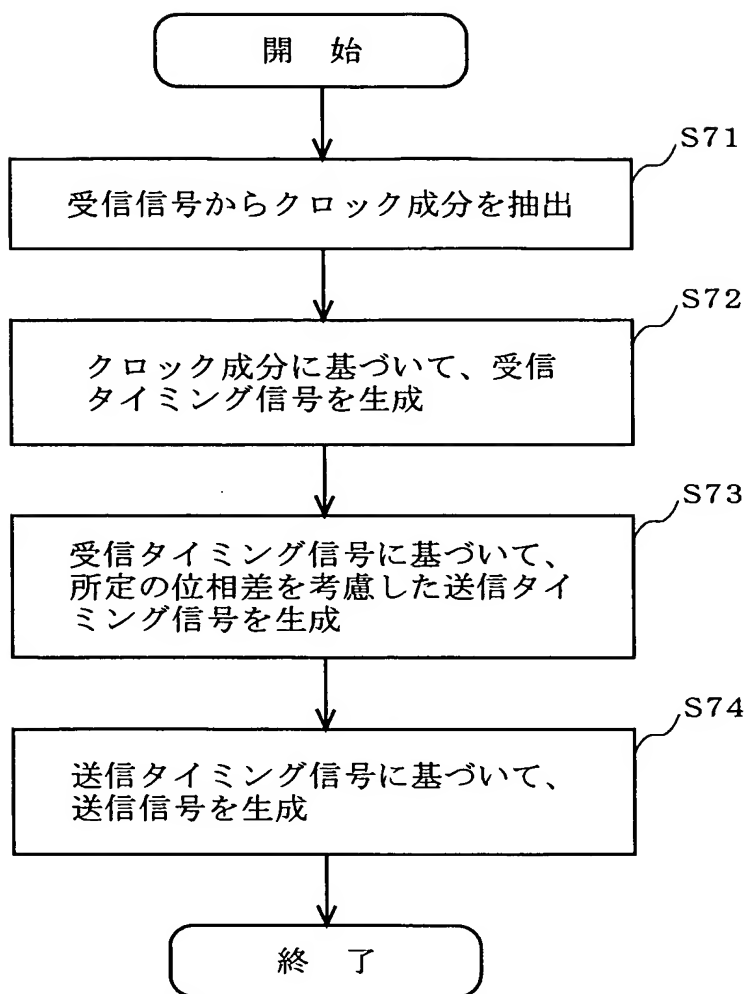 開 始
S71
受信信号からクロック成分を抽出
S72
クロック成分に基づいて、受信
タイミング信号を生成
S73
受信タイミング信号に基づいて、
所定の位相差を考慮した送信タイ
ミング信号を生成
S74
送信タイミング信号に基づいて、
送信信号を生成
終 了